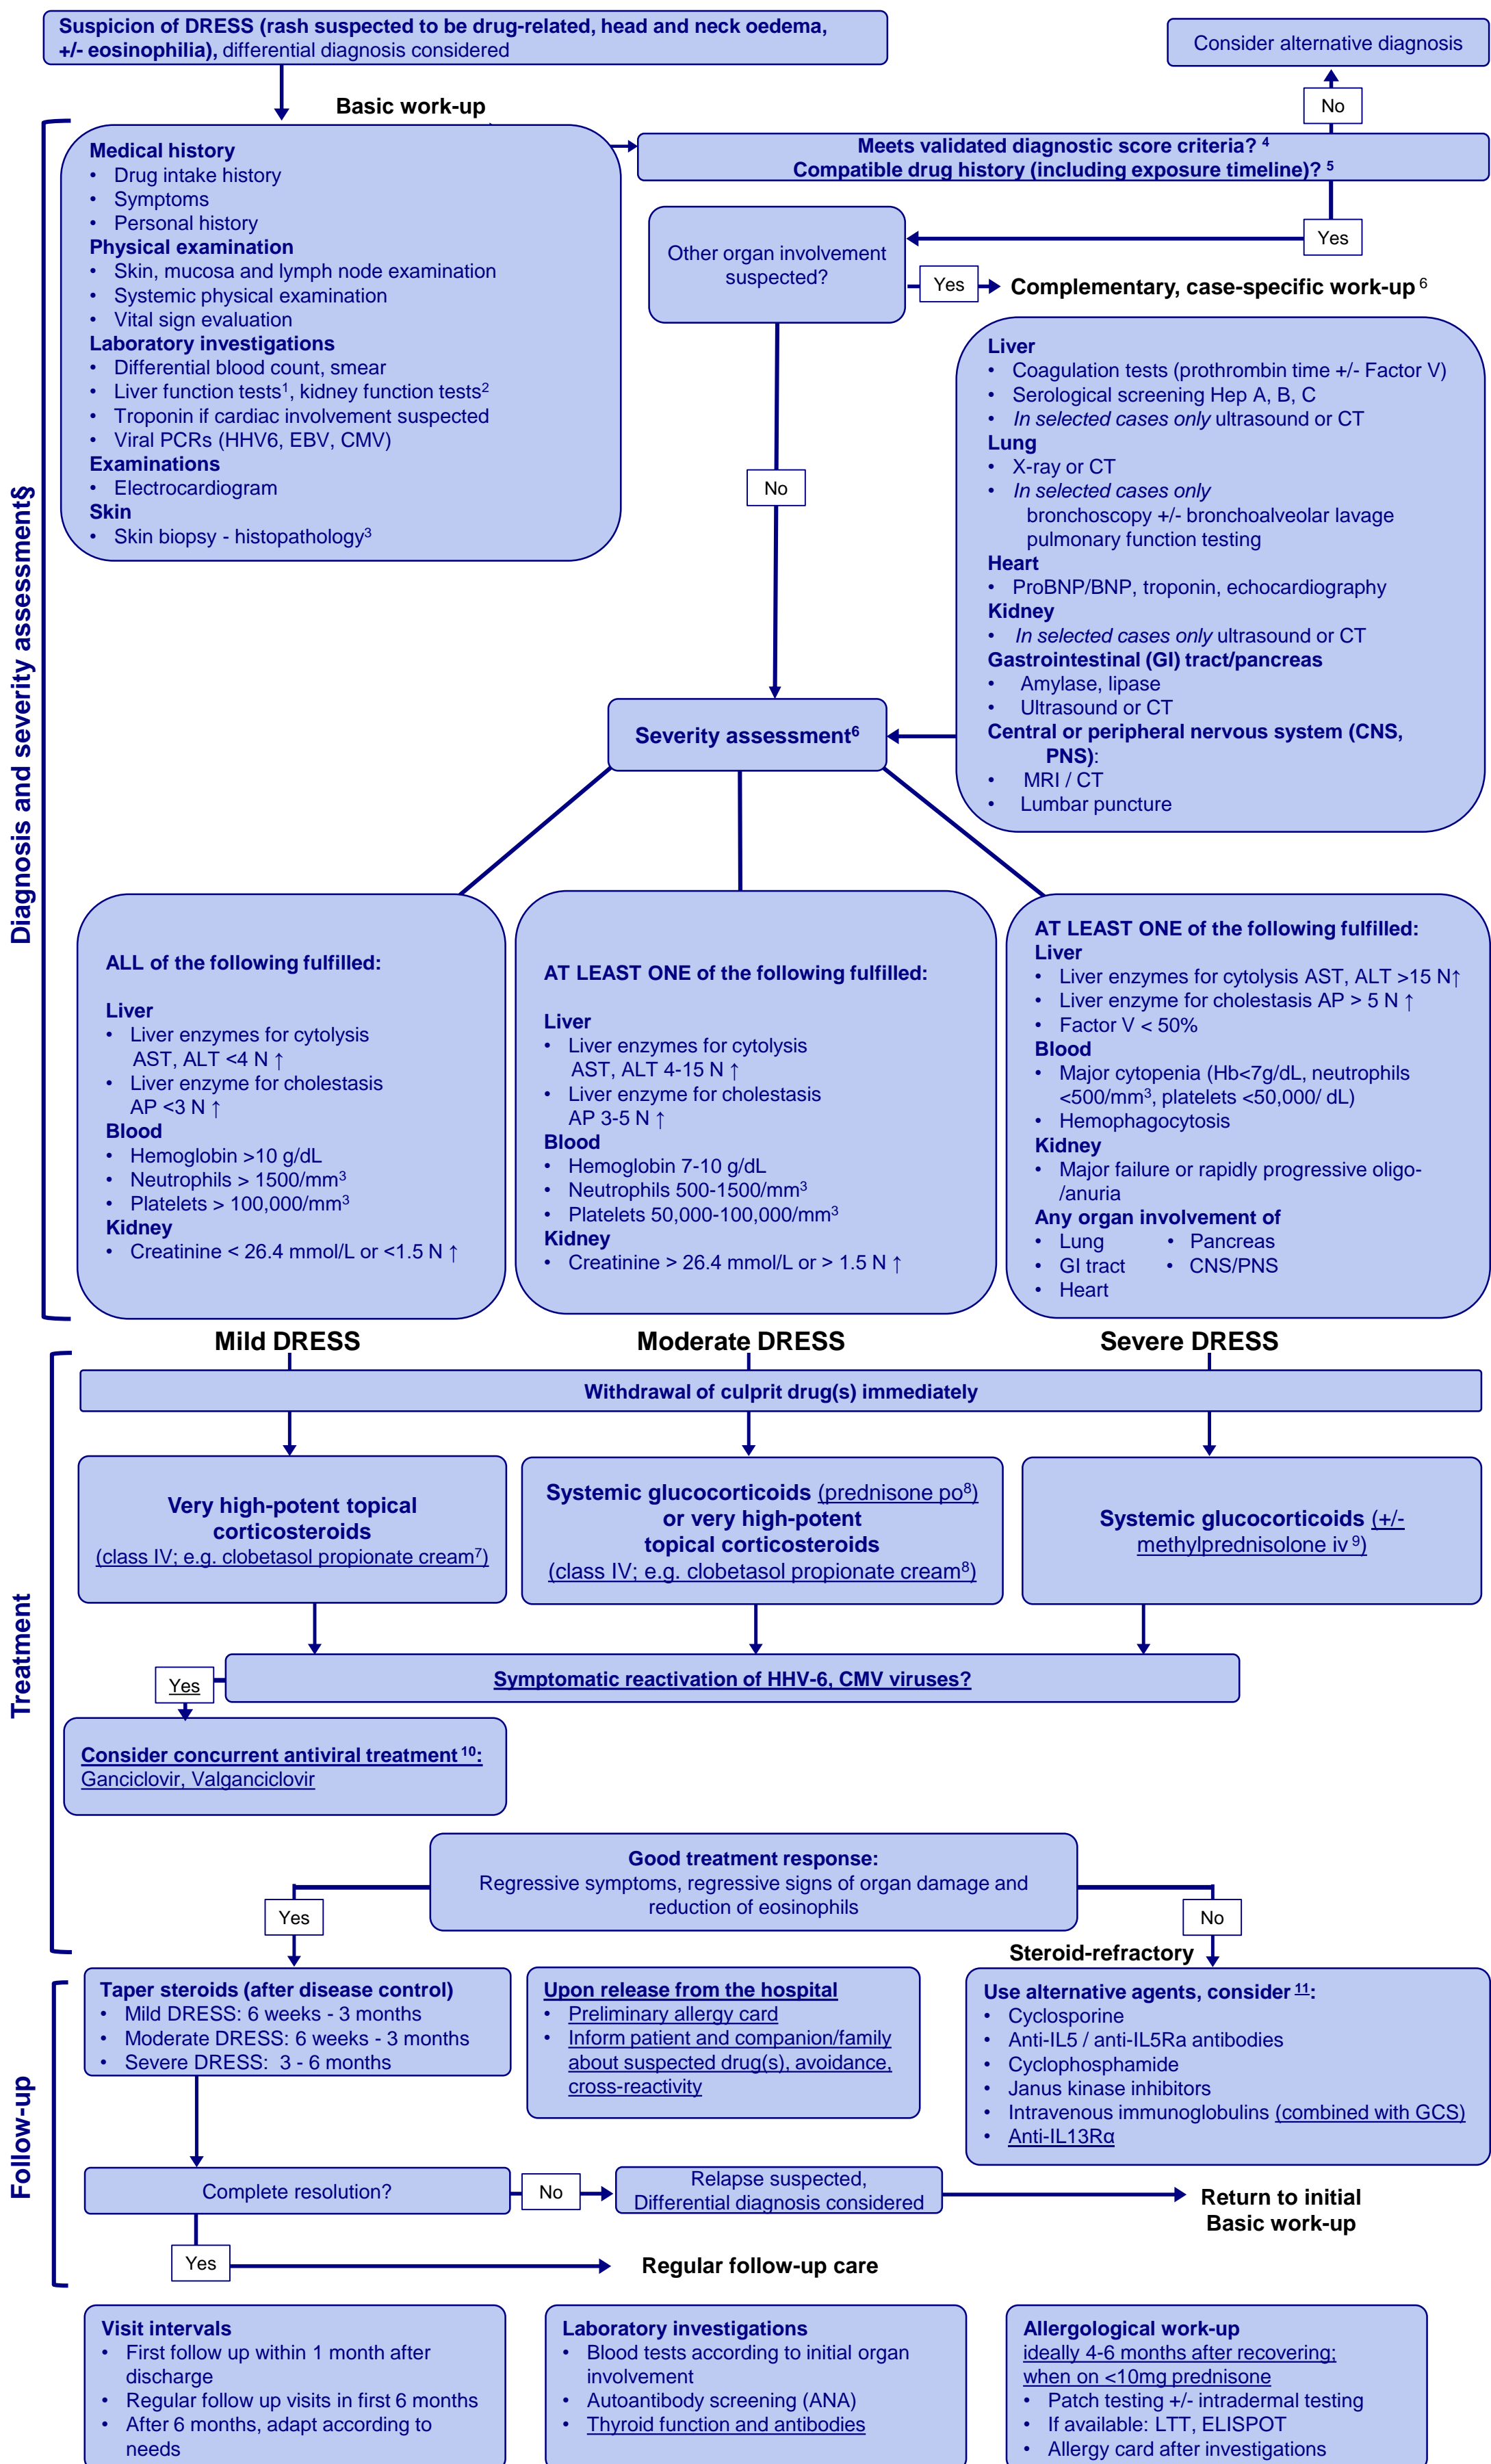 Suspicion of DRESS (rash suspected to be drug-related, head and neck oedema,
+/- eosinophilia), differential diagnosis considered
Consider alternative diagnosis
No
Basic work-up
Diagnosis and severity assessment§
Medical history
• Drug intake history
• Symptoms
• Personal history
Physical examination
• Skin, mucosa and lymph node examination
• Systemic physical examination
• Vital sign evaluation
Laboratory investigations
• Differential blood count, smear
• Liver function tests¹, kidney function tests²
• Troponin if cardiac involvement suspected
• Viral PCRs (HHV6, EBV, CMV)
Examinations
• Electrocardiogram
Skin
• Skin biopsy - histopathology³
Meets validated diagnostic score criteria? ⁴
Compatible drug history (including exposure timeline)? ⁵
Yes
Other organ involvement
suspected?
Yes
Complementary, case-specific work-up ⁶
No
Liver
• Coagulation tests (prothrombin time +/- Factor V)
• Serological screening Hep A, B, C
• In selected cases only ultrasound or CT
Lung
• X-ray or CT
• In selected cases only
bronchoscopy +/- bronchoalveolar lavage
pulmonary function testing
Heart
• ProBNP/BNP, troponin, echocardiography
Kidney
• In selected cases only ultrasound or CT
Gastrointestinal (GI) tract/pancreas
• Amylase, lipase
• Ultrasound or CT
Central or peripheral nervous system (CNS,
PNS):
• MRI / CT
• Lumbar puncture
Severity assessment⁶
ALL of the following fulfilled:
Liver
• Liver enzymes for cytolysis
AST, ALT <4 N ↑
• Liver enzyme for cholestasis
AP <3 N ↑
Blood
• Hemoglobin >10 g/dL
• Neutrophils > 1500/mm³
• Platelets > 100,000/mm³
Kidney
• Creatinine < 26.4 mmol/L or <1.5 N ↑
AT LEAST ONE of the following fulfilled:
Liver
• Liver enzymes for cytolysis
AST, ALT 4-15 N ↑
• Liver enzyme for cholestasis
AP 3-5 N ↑
Blood
• Hemoglobin 7-10 g/dL
• Neutrophils 500-1500/mm³
• Platelets 50,000-100,000/mm³
Kidney
• Creatinine > 26.4 mmol/L or > 1.5 N ↑
AT LEAST ONE of the following fulfilled:
Liver
• Liver enzymes for cytolysis AST, ALT >15 N↑
• Liver enzyme for cholestasis AP > 5 N ↑
• Factor V < 50%
Blood
• Major cytopenia (Hb<7g/dL, neutrophils
<500/mm³, platelets <50,000/ dL)
• Hemophagocytosis
Kidney
• Major failure or rapidly progressive oligo-
/anuria
Any organ involvement of
• Lung • Pancreas
• GI tract • CNS/PNS
• Heart
Mild DRESS
Moderate DRESS
Severe DRESS
Treatment
Withdrawal of culprit drug(s) immediately
Very high-potent topical
corticosteroids
(class IV; e.g. clobetasol propionate cream⁷)
Systemic glucocorticoids (prednisone po⁸)
or very high-potent
topical corticosteroids
(class IV; e.g. clobetasol propionate cream⁸)
Systemic glucocorticoids (+/-
methylprednisolone iv ⁹)
Symptomatic reactivation of HHV-6, CMV viruses?
Yes
Consider concurrent antiviral treatment ¹⁰:
Ganciclovir, Valganciclovir
Good treatment response:
Regressive symptoms, regressive signs of organ damage and
reduction of eosinophils
Yes
No
Steroid-refractory
Follow-up
Taper steroids (after disease control)
• Mild DRESS: 6 weeks - 3 months
• Moderate DRESS: 6 weeks - 3 months
• Severe DRESS: 3 - 6 months
Upon release from the hospital
• Preliminary allergy card
• Inform patient and companion/family
about suspected drug(s), avoidance,
cross-reactivity
Use alternative agents, consider ¹¹:
• Cyclosporine
• Anti-IL5 / anti-IL5Ra antibodies
• Cyclophosphamide
• Janus kinase inhibitors
• Intravenous immunoglobulins (combined with GCS)
• Anti-IL13Rα
Complete resolution?
No
Relapse suspected,
Differential diagnosis considered
Return to initial
Basic work-up
Yes
Regular follow-up care
Visit intervals
• First follow up within 1 month after
discharge
• Regular follow up visits in first 6 months
• After 6 months, adapt according to
needs
Laboratory investigations
• Blood tests according to initial organ
involvement
• Autoantibody screening (ANA)
• Thyroid function and antibodies
Allergological work-up
ideally 4-6 months after recovering;
when on <10mg prednisone
• Patch testing +/- intradermal testing
• If available: LTT, ELISPOT
• Allergy card after investigations